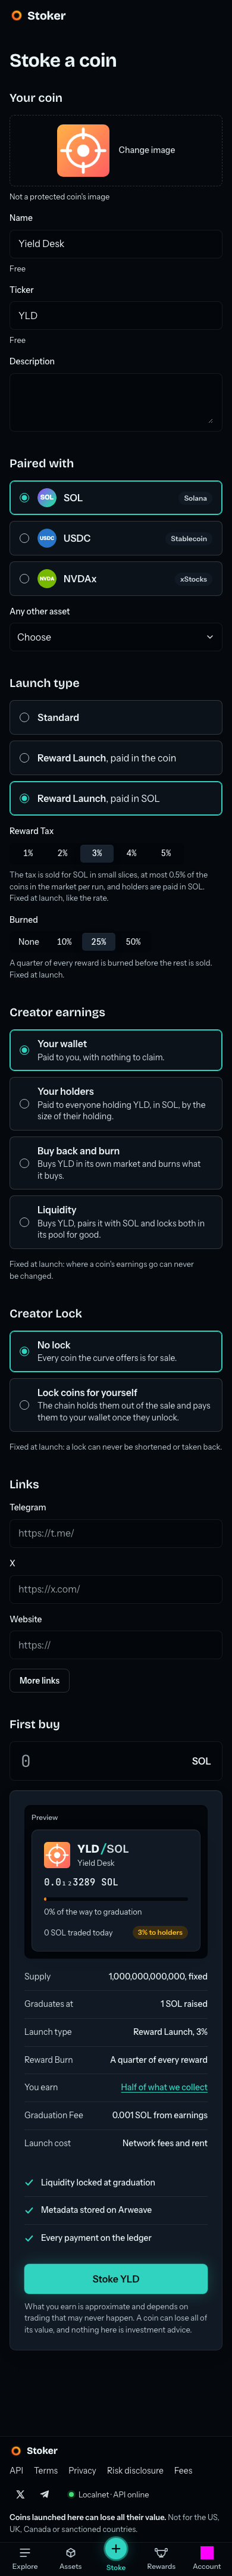 Stoker
Stoke a coin
Your coin
Change image
Not a protected coin's image
Name
Yield Desk
Free
Ticker
YLD
Free
Description
Paired with
SOL SOL Solana
USDC USDC Stablecoin
NVDA NVDAx xStocks
Any other asset
Choose
Launch type
Standard
Reward Launch, paid in the coin
Reward Launch, paid in SOL
Reward Tax
1% 2% 3% 4% 5%
The tax is sold for SOL in small slices, at most 0.5% of the
coins in the market per run, and holders are paid in SOL.
Fixed at launch, like the rate.
Burned
None 10% 25% 50%
A quarter of every reward is burned before the rest is sold.
Fixed at launch.
Creator earnings
Your wallet
Paid to you, with nothing to claim.
Your holders
Paid to everyone holding YLD, in SOL, by the
size of their holding.
Buy back and burn
Buys YLD in its own market and burns what
it buys.
Liquidity
Buys YLD, pairs it with SOL and locks both in
its pool for good.
Fixed at launch: where a coin's earnings go can never
be changed.
Creator Lock
No lock
Every coin the curve offers is for sale.
Lock coins for yourself
The chain holds them out of the sale and pays
them to your wallet once they unlock.
Fixed at launch: a lock can never be shortened or taken back.
Links
Telegram
https://t.me/
X
https://x.com/
Website
https://
More links
First buy
0 SOL
Preview
YLD/SOL
Yield Desk
0.0₁₂3289 SOL
0% of the way to graduation
0 SOL traded today 3% to holders
Supply 1,000,000,000,000, fixed
Graduates at 1 SOL raised
Launch type Reward Launch, 3%
Reward Burn A quarter of every reward
You earn Half of what we collect
Graduation Fee 0.001 SOL from earnings
Launch cost Network fees and rent
Liquidity locked at graduation
Metadata stored on Arweave
Every payment on the ledger
Stoke YLD
What you earn is approximate and depends on
trading that may never happen. A coin can lose all of
its value, and nothing here is investment advice.
Stoker
API Terms Privacy Risk disclosure Fees
Localnet · API online
Coins launched here can lose all their value. Not for the US,
UK, Canada or sanctioned countries.
Explore Assets Stoke Rewards Account